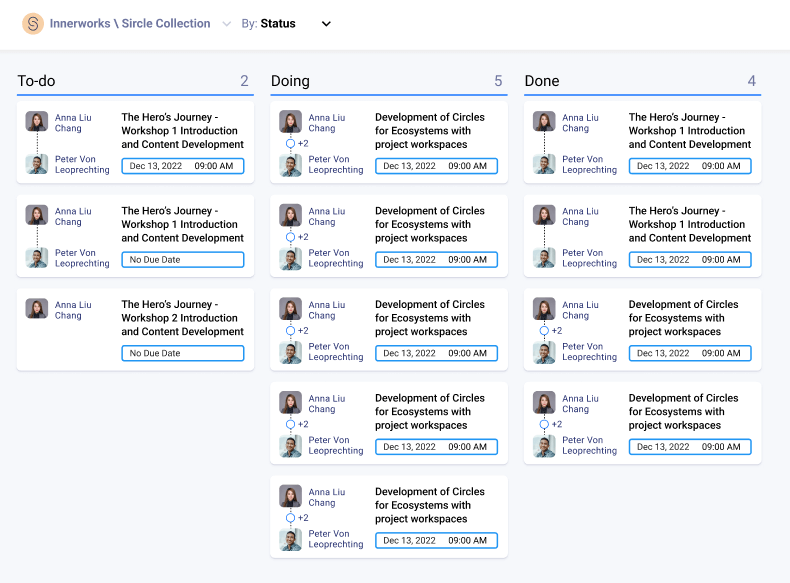 S Innerworks \ Sircle Collection By: Status
To-do 2
Anna Liu
Chang
Peter Von
Leoprechting
The Hero's Journey -
Workshop 1 Introduction
and Content Development
Dec 13, 2022 09:00 AM
Anna Liu
Chang
Peter Von
Leoprechting
The Hero's Journey -
Workshop 1 Introduction
and Content Development
No Due Date
Anna Liu
Chang
The Hero's Journey -
Workshop 2 Introduction
and Content Development
No Due Date
Doing 5
Anna Liu
Chang
+2
Peter Von
Leoprechting
Development of Circles
for Ecosystems with
project workspaces
Dec 13, 2022 09:00 AM
Anna Liu
Chang
+2
Peter Von
Leoprechting
Development of Circles
for Ecosystems with
project workspaces
Dec 13, 2022 09:00 AM
Anna Liu
Chang
+2
Peter Von
Leoprechting
Development of Circles
for Ecosystems with
project workspaces
Dec 13, 2022 09:00 AM
Anna Liu
Chang
+2
Peter Von
Leoprechting
Development of Circles
for Ecosystems with
project workspaces
Dec 13, 2022 09:00 AM
Anna Liu
Chang
+2
Peter Von
Leoprechting
Development of Circles
for Ecosystems with
project workspaces
Dec 13, 2022 09:00 AM
Done 4
Anna Liu
Chang
Peter Von
Leoprechting
The Hero's Journey -
Workshop 1 Introduction
and Content Development
Dec 13, 2022 09:00 AM
Anna Liu
Chang
Peter Von
Leoprechting
The Hero's Journey -
Workshop 1 Introduction
and Content Development
Dec 13, 2022 09:00 AM
Anna Liu
Chang
+2
Peter Von
Leoprechting
Development of Circles
for Ecosystems with
project workspaces
Dec 13, 2022 09:00 AM
Anna Liu
Chang
+2
Peter Von
Leoprechting
Development of Circles
for Ecosystems with
project workspaces
Dec 13, 2022 09:00 AM